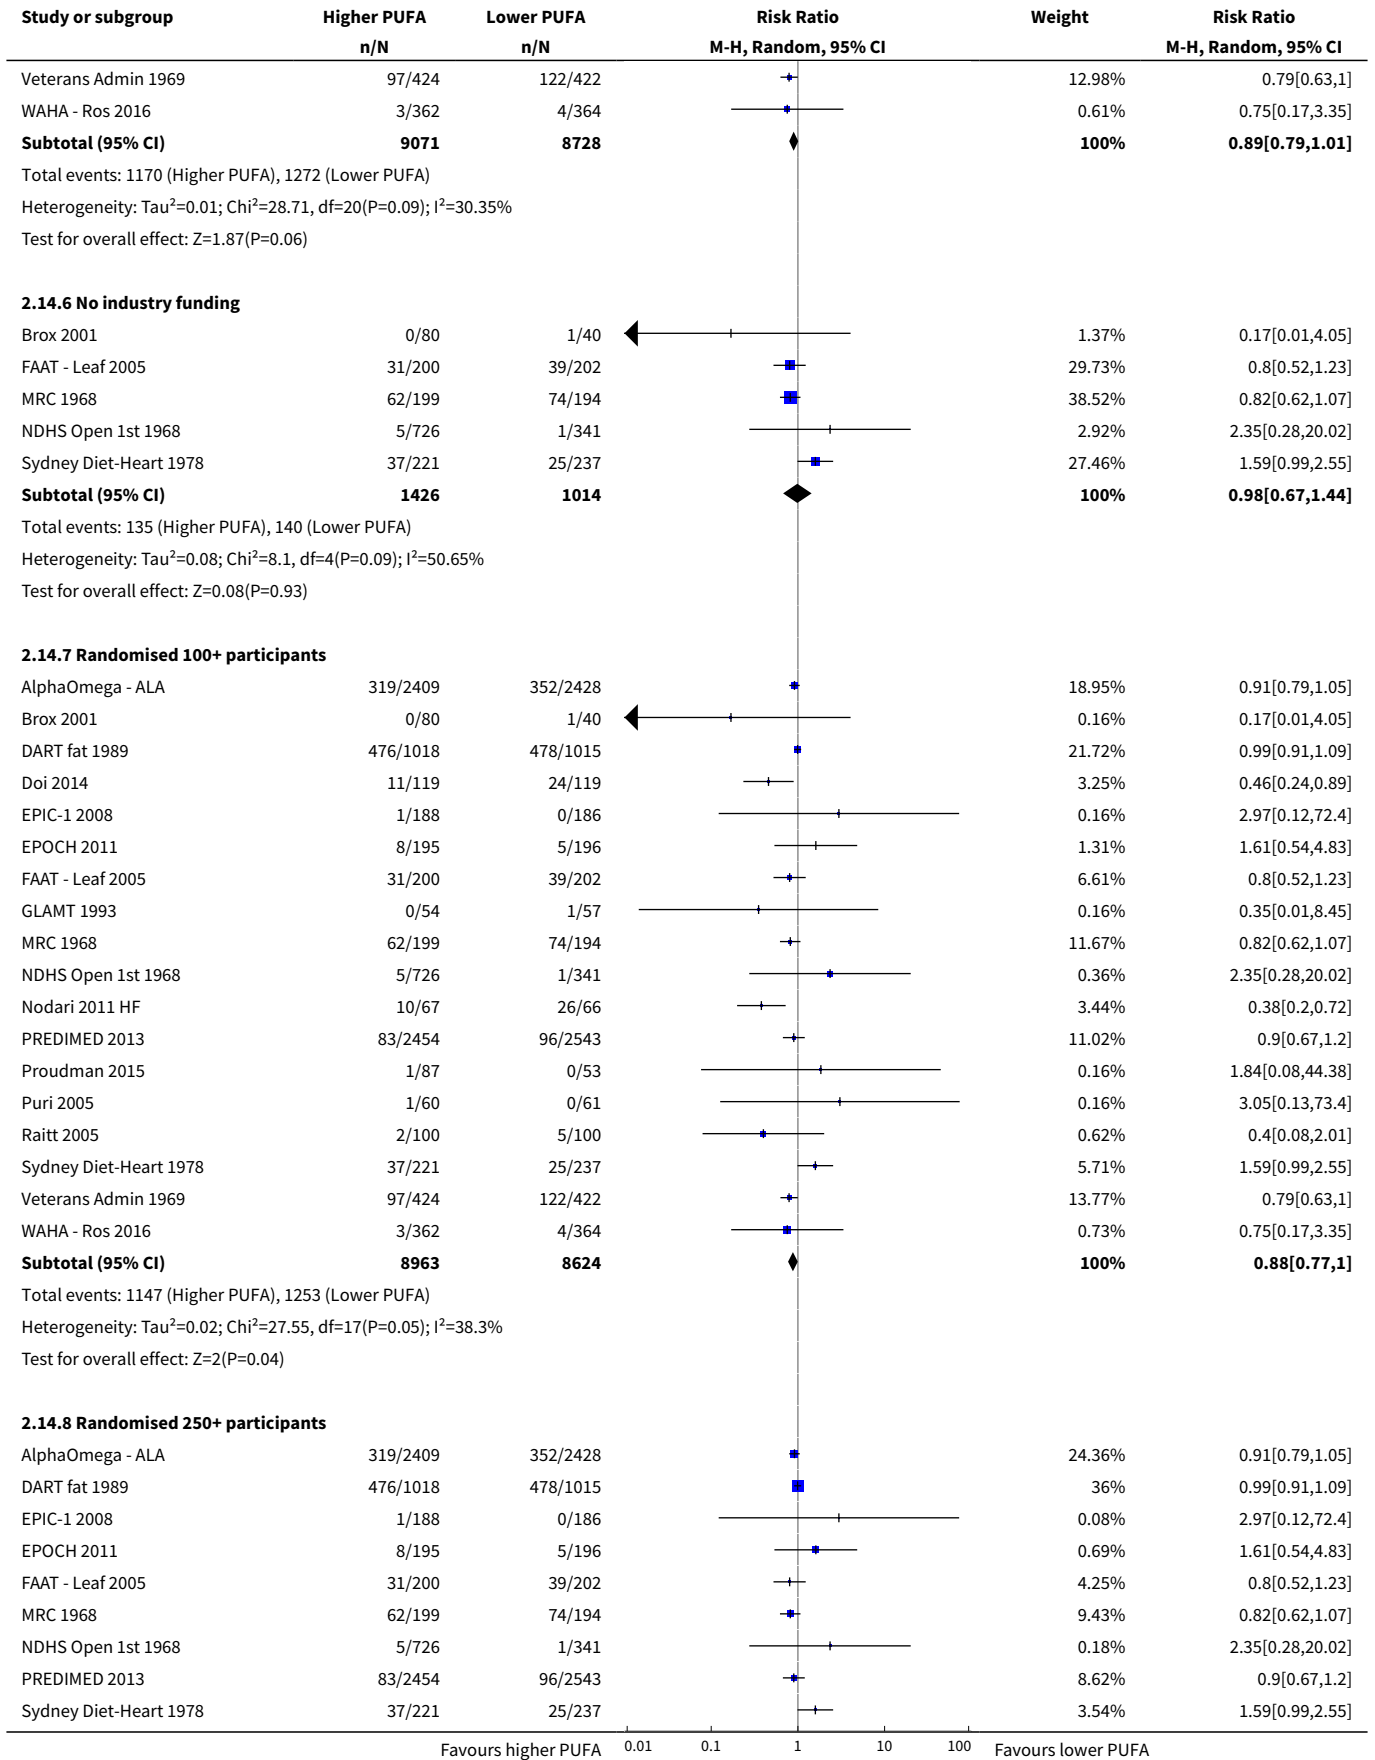 Study or subgroup Higher PUFA Lower PUFA Risk Ratio Weight Risk Ratio
n/N n/N M-H, Random, 95% CI M-H, Random, 95% CI
Veterans Admin 1969 97/424 122/422 12.98% 0.79[0.63,1]
WAHA - Ros 2016 3/362 4/364 0.61% 0.75[0.17,3.35]
Subtotal (95% CI) 9071 8728 100% 0.89[0.79,1.01]
Total events: 1170 (Higher PUFA), 1272 (Lower PUFA)
Heterogeneity: Tau²=0.01; Chi²=28.71, df=20(P=0.09); I²=30.35%
Test for overall effect: Z=1.87(P=0.06)
2.14.6 No industry funding
Brox 2001 0/80 1/40 1.37% 0.17[0.01,4.05]
FAAT - Leaf 2005 31/200 39/202 29.73% 0.8[0.52,1.23]
MRC 1968 62/199 74/194 38.52% 0.82[0.62,1.07]
NDHS Open 1st 1968 5/726 1/341 2.92% 2.35[0.28,20.02]
Sydney Diet-Heart 1978 37/221 25/237 27.46% 1.59[0.99,2.55]
Subtotal (95% CI) 1426 1014 100% 0.98[0.67,1.44]
Total events: 135 (Higher PUFA), 140 (Lower PUFA)
Heterogeneity: Tau²=0.08; Chi²=8.1, df=4(P=0.09); I²=50.65%
Test for overall effect: Z=0.08(P=0.93)
2.14.7 Randomised 100+ participants
AlphaOmega - ALA 319/2409 352/2428 18.95% 0.91[0.79,1.05]
Brox 2001 0/80 1/40 0.16% 0.17[0.01,4.05]
DART fat 1989 476/1018 478/1015 21.72% 0.99[0.91,1.09]
Doi 2014 11/119 24/119 3.25% 0.46[0.24,0.89]
EPIC-1 2008 1/188 0/186 0.16% 2.97[0.12,72.4]
EPOCH 2011 8/195 5/196 1.31% 1.61[0.54,4.83]
FAAT - Leaf 2005 31/200 39/202 6.61% 0.8[0.52,1.23]
GLAMT 1993 0/54 1/57 0.16% 0.35[0.01,8.45]
MRC 1968 62/199 74/194 11.67% 0.82[0.62,1.07]
NDHS Open 1st 1968 5/726 1/341 0.36% 2.35[0.28,20.02]
Nodari 2011 HF 10/67 26/66 3.44% 0.38[0.2,0.72]
PREDIMED 2013 83/2454 96/2543 11.02% 0.9[0.67,1.2]
Proudman 2015 1/87 0/53 0.16% 1.84[0.08,44.38]
Puri 2005 1/60 0/61 0.16% 3.05[0.13,73.4]
Raitt 2005 2/100 5/100 0.62% 0.4[0.08,2.01]
Sydney Diet-Heart 1978 37/221 25/237 5.71% 1.59[0.99,2.55]
Veterans Admin 1969 97/424 122/422 13.77% 0.79[0.63,1]
WAHA - Ros 2016 3/362 4/364 0.73% 0.75[0.17,3.35]
Subtotal (95% CI) 8963 8624 100% 0.88[0.77,1]
Total events: 1147 (Higher PUFA), 1253 (Lower PUFA)
Heterogeneity: Tau²=0.02; Chi²=27.55, df=17(P=0.05); I²=38.3%
Test for overall effect: Z=2(P=0.04)
2.14.8 Randomised 250+ participants
AlphaOmega - ALA 319/2409 352/2428 24.36% 0.91[0.79,1.05]
DART fat 1989 476/1018 478/1015 36% 0.99[0.91,1.09]
EPIC-1 2008 1/188 0/186 0.08% 2.97[0.12,72.4]
EPOCH 2011 8/195 5/196 0.69% 1.61[0.54,4.83]
FAAT - Leaf 2005 31/200 39/202 4.25% 0.8[0.52,1.23]
MRC 1968 62/199 74/194 9.43% 0.82[0.62,1.07]
NDHS Open 1st 1968 5/726 1/341 0.18% 2.35[0.28,20.02]
PREDIMED 2013 83/2454 96/2543 8.62% 0.9[0.67,1.2]
Sydney Diet-Heart 1978 37/221 25/237 3.54% 1.59[0.99,2.55]
Favours higher PUFA 0.01 0.1 1 10 100 Favours lower PUFA